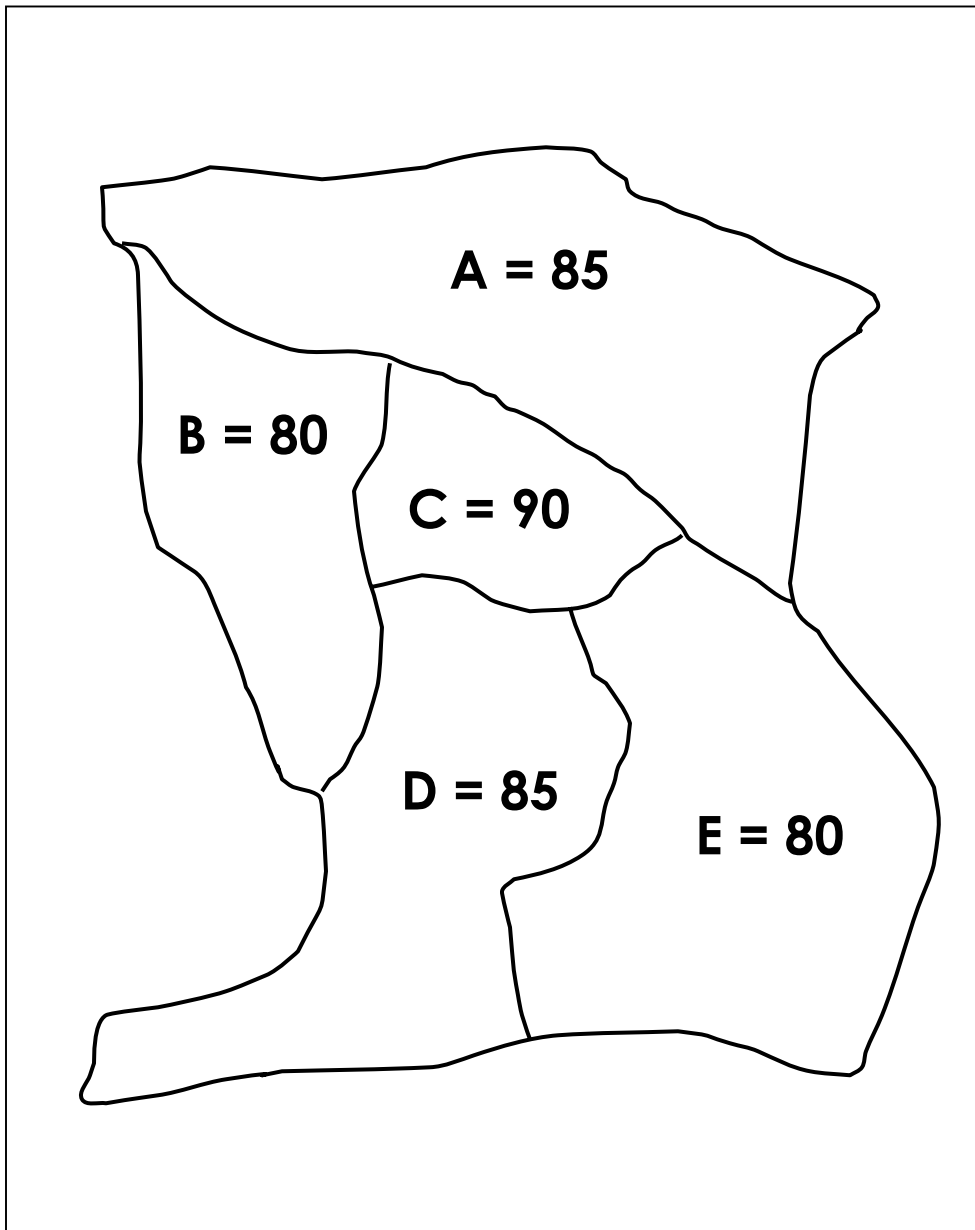 A = 85
B = 80
C = 90
D = 85
E = 80